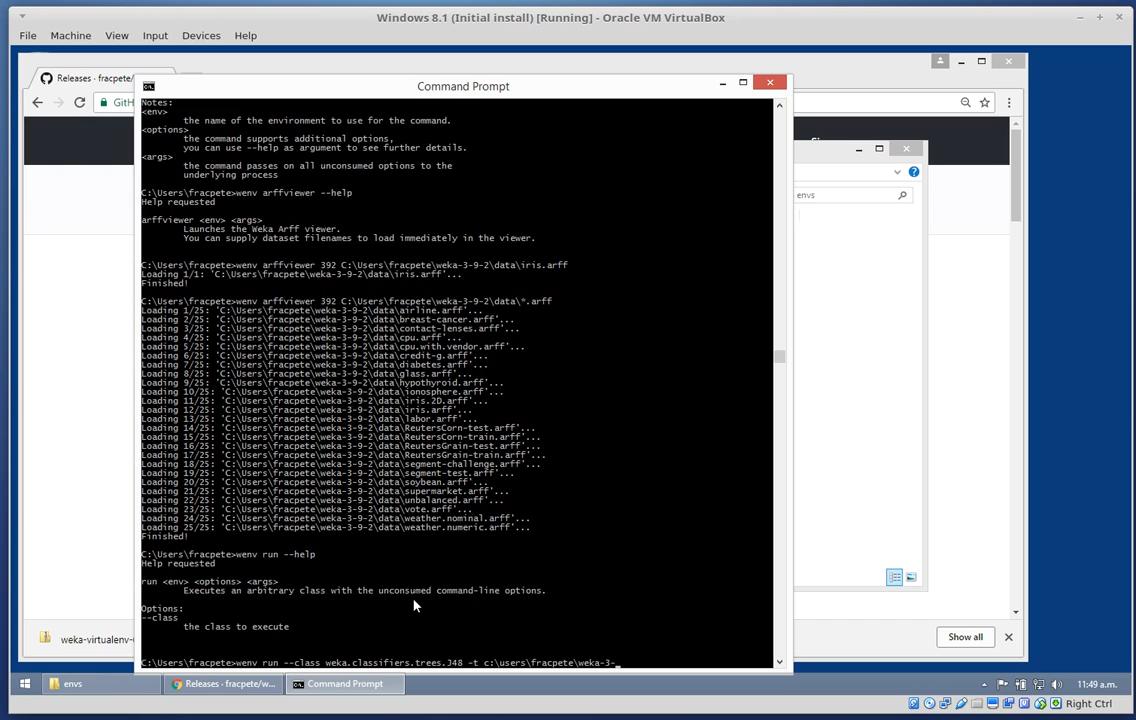 Windows 8.1 (Initial install) [Running] - Oracle VM VirtualBox
File Machine View Input Devices Help
Releases · fracpete/
GitH
Command Prompt
Notes:
<env>
the name of the environment to use for the command.
<options>
the command supports additional options,
you can use --help as argument to see further details.
<args>
the command passes on all unconsumed options to the
underlying process
C:\Users\fracpete>wenv arffviewer --help
Help requested
arffviewer <env> <args>
Launches the Weka Arff viewer.
You can supply dataset filenames to load immediately in the viewer.
C:\Users\fracpete>wenv arffviewer 392 C:\Users\fracpete\weka-3-9-2\data\iris.arff
Loading 1/1: 'C:\Users\fracpete\weka-3-9-2\data\iris.arff'...
Finished!
C:\Users\fracpete>wenv arffviewer 392 C:\Users\fracpete\weka-3-9-2\data\*.arff
Loading 1/25: 'C:\Users\fracpete\weka-3-9-2\data\airline.arff'...
Loading 2/25: 'C:\Users\fracpete\weka-3-9-2\data\breast-cancer.arff'...
Loading 3/25: 'C:\Users\fracpete\weka-3-9-2\data\contact-lenses.arff'...
Loading 4/25: 'C:\Users\fracpete\weka-3-9-2\data\cpu.arff'...
Loading 5/25: 'C:\Users\fracpete\weka-3-9-2\data\cpu.with.vendor.arff'...
Loading 6/25: 'C:\Users\fracpete\weka-3-9-2\data\credit-g.arff'...
Loading 7/25: 'C:\Users\fracpete\weka-3-9-2\data\diabetes.arff'...
Loading 8/25: 'C:\Users\fracpete\weka-3-9-2\data\glass.arff'...
Loading 9/25: 'C:\Users\fracpete\weka-3-9-2\data\hypothyroid.arff'...
Loading 10/25: 'C:\Users\fracpete\weka-3-9-2\data\ionosphere.arff'...
Loading 11/25: 'C:\Users\fracpete\weka-3-9-2\data\iris.2D.arff'...
Loading 12/25: 'C:\Users\fracpete\weka-3-9-2\data\iris.arff'...
Loading 13/25: 'C:\Users\fracpete\weka-3-9-2\data\labor.arff'...
Loading 14/25: 'C:\Users\fracpete\weka-3-9-2\data\ReutersCorn-test.arff'...
Loading 15/25: 'C:\Users\fracpete\weka-3-9-2\data\ReutersCorn-train.arff'...
Loading 16/25: 'C:\Users\fracpete\weka-3-9-2\data\ReutersGrain-test.arff'...
Loading 17/25: 'C:\Users\fracpete\weka-3-9-2\data\ReutersGrain-train.arff'...
Loading 18/25: 'C:\Users\fracpete\weka-3-9-2\data\segment-challenge.arff'...
Loading 19/25: 'C:\Users\fracpete\weka-3-9-2\data\segment-test.arff'...
Loading 20/25: 'C:\Users\fracpete\weka-3-9-2\data\soybean.arff'...
Loading 21/25: 'C:\Users\fracpete\weka-3-9-2\data\supermarket.arff'...
Loading 22/25: 'C:\Users\fracpete\weka-3-9-2\data\unbalanced.arff'...
Loading 23/25: 'C:\Users\fracpete\weka-3-9-2\data\vote.arff'...
Loading 24/25: 'C:\Users\fracpete\weka-3-9-2\data\weather.nominal.arff'...
Loading 25/25: 'C:\Users\fracpete\weka-3-9-2\data\weather.numeric.arff'...
Finished!
C:\Users\fracpete>wenv run --help
Help requested
run <env> <options> <args>
Executes an arbitrary class with the unconsumed command-line options.
Options:
--class
the class to execute
C:\Users\fracpete>wenv run --class weka.classifiers.trees.J48 -t c:\users\fracpete\weka-3-_
envs
weka-virtualenv-
Show all
envs
Releases - fracpete/w...
Command Prompt
11:49 a.m.
Right Ctrl